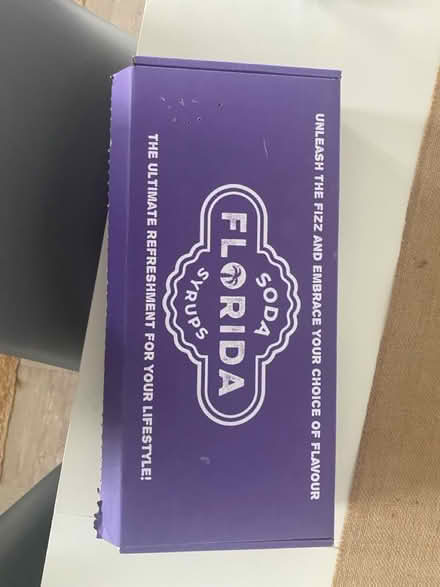 UNLEASH THE FIZZ AND EMBRACE YOUR CHOICE OF FLAVOUR
SODA
FLORIDA
SYRUPS
THE ULTIMATE REFRESHMENT FOR YOUR LIFESTYLE!